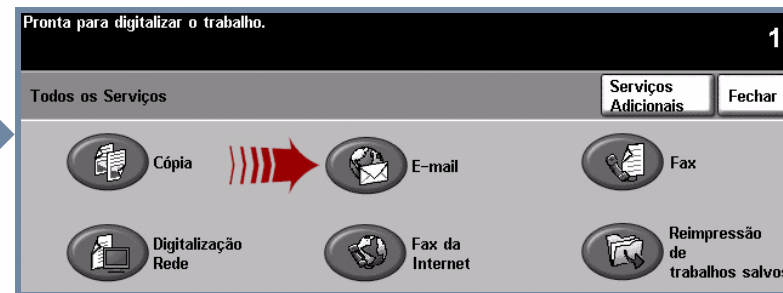 Pronta para digitalizar o trabalho.
1
Todos os Serviços
Serviços
Adicionais
Fechar
Cópia
E-mail
Fax
Digitalização
Rede
Fax da
Internet
Reimpressão
de
trabalhos salvos